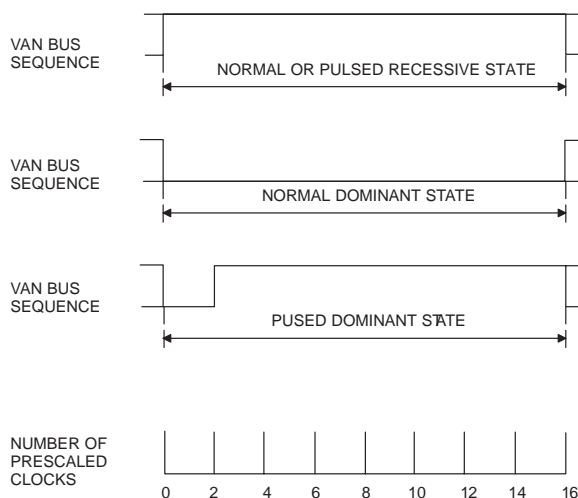 VAN BUS
SEQUENCE
NORMAL OR PULSED RECESSIVE STATE
VAN BUS
SEQUENCE
NORMAL DOMINANT STATE
VAN BUS
SEQUENCE
PUSED DOMINANT STATE
NUMBER OF
PRESCALED
CLOCKS
0 2 4 6 8 10 12 14 16